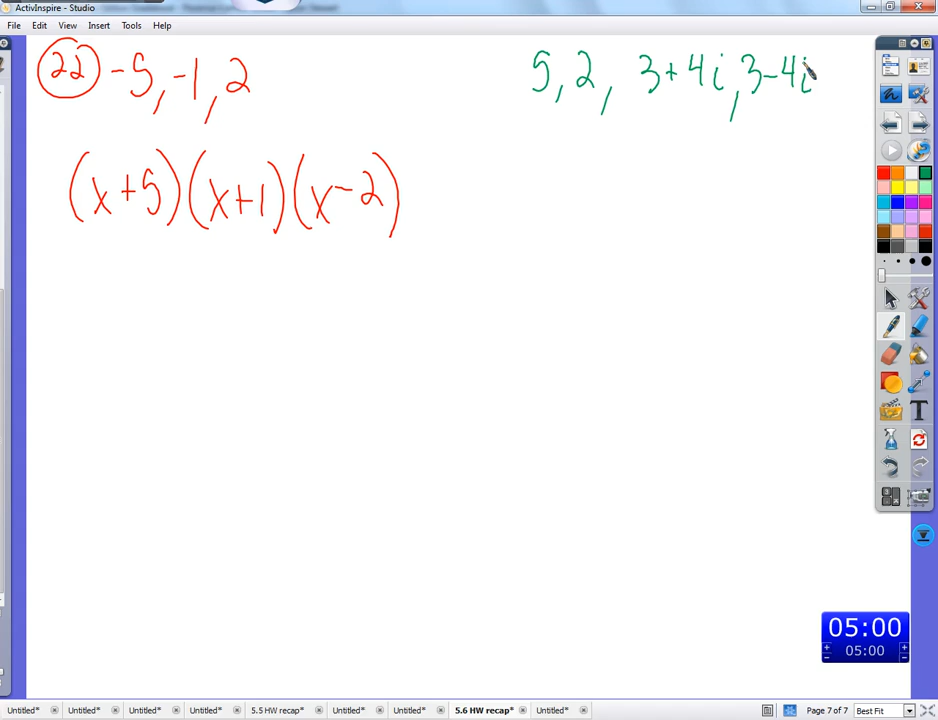 ActivInspire - Studio
File Edit View Insert Tools Help
22 -5, -1, 2
5, 2, 3+4i, 3-4i
(x+5)(x+1)(x-2)
T
05:00
05:00
Untitled* Untitled* Untitled* Untitled* 5.5 HW recap* Untitled* Untitled* 5.6 HW recap* Untitled* Page 7 of 7 Best Fit